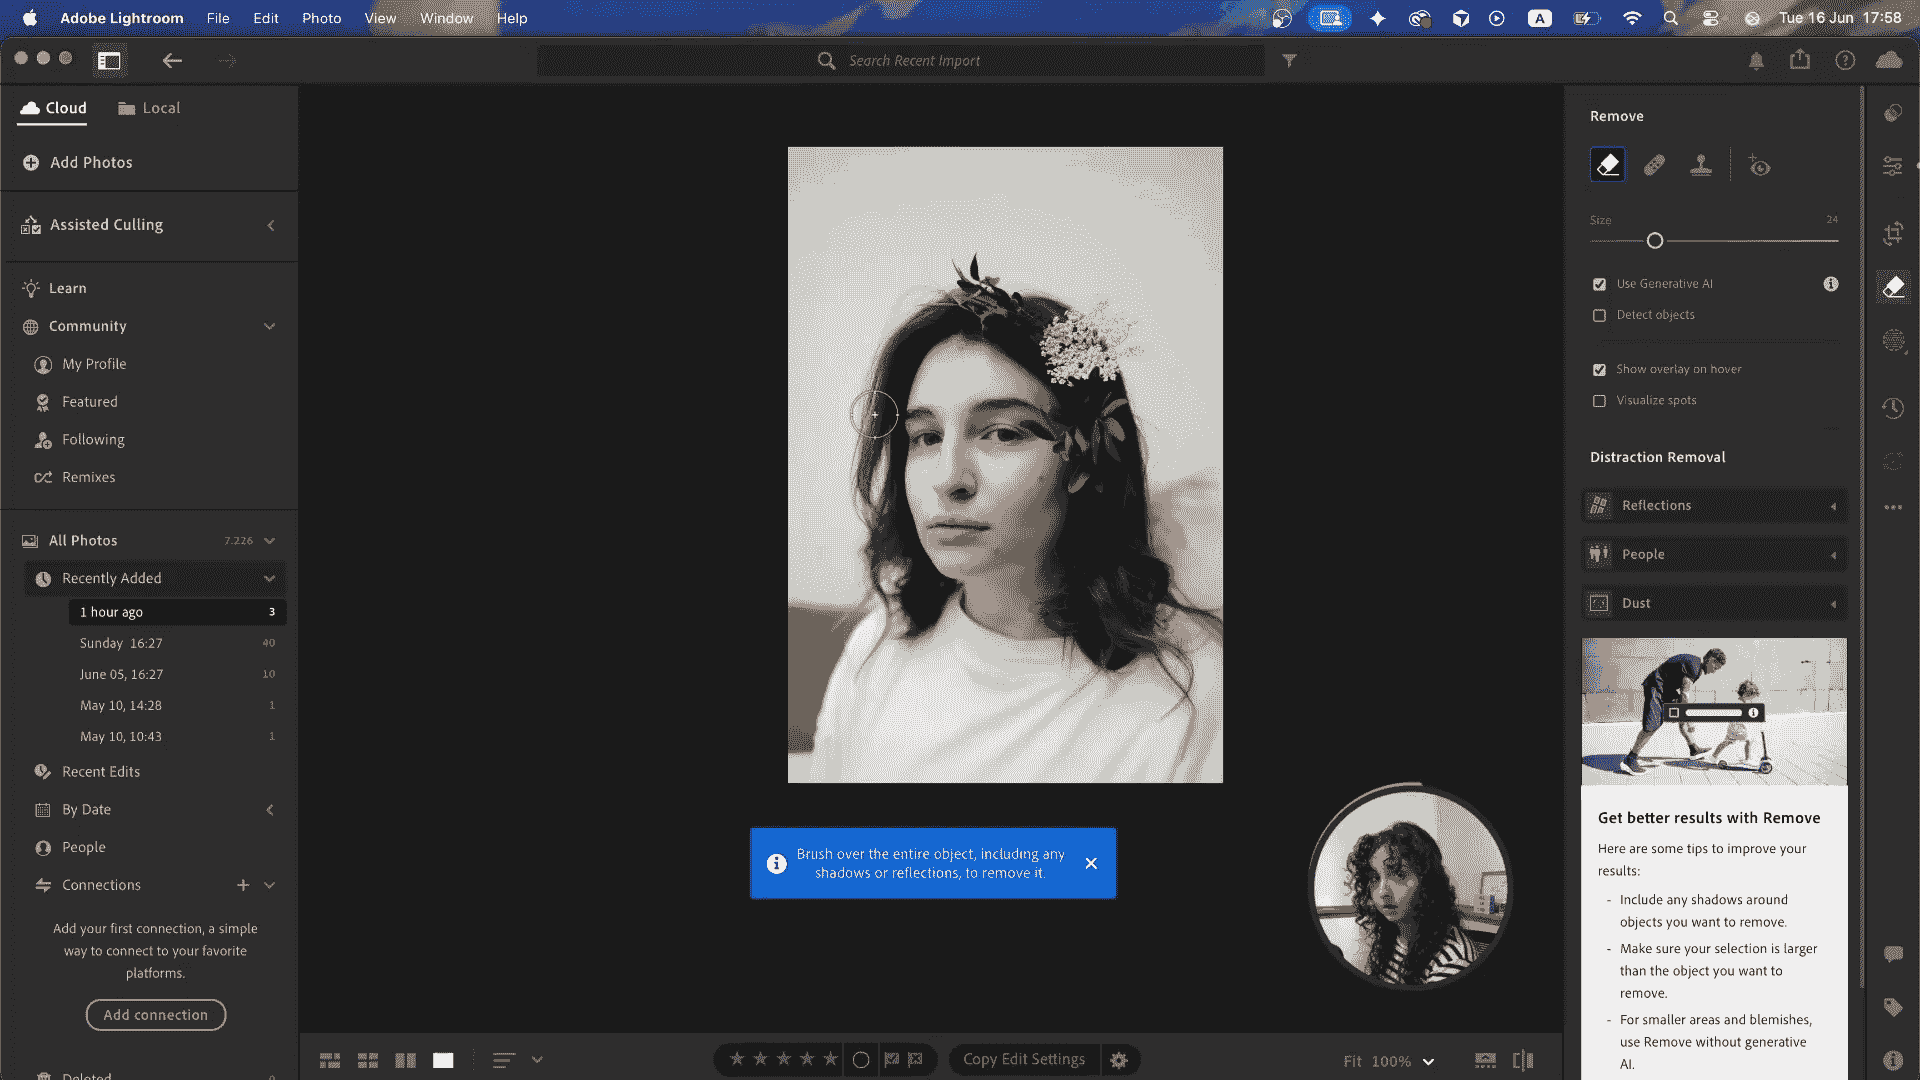 Adobe Lightroom File Edit Photo View Window Help
A
Tue 16 Jun 17:58
Search Recent Import
Cloud Local
Add Photos
Assisted Culling
Learn
Community
My Profile
Featured
Following
Remixes
All Photos 7.226
Recently Added
1 hour ago 3
Sunday 16:27 40
June 05, 16:27 10
May 10, 14:28 1
May 10, 10:43 1
Recent Edits
By Date
People
Connections
Add your first connection, a simple
way to connect to your favorite
platforms.
Add connection
Deleted 0
Brush over the entire object, including any
shadows or reflections, to remove it.
Copy Edit Settings
Fit 100%
Remove
Size 24
Use Generative AI
Detect objects
Show overlay on hover
Visualize spots
Distraction Removal
Reflections
People
Dust
Get better results with Remove
Here are some tips to improve your
results:
- Include any shadows around
objects you want to remove.
- Make sure your selection is larger
than the object you want to
remove.
- For smaller areas and blemishes,
use Remove without generative
AI.